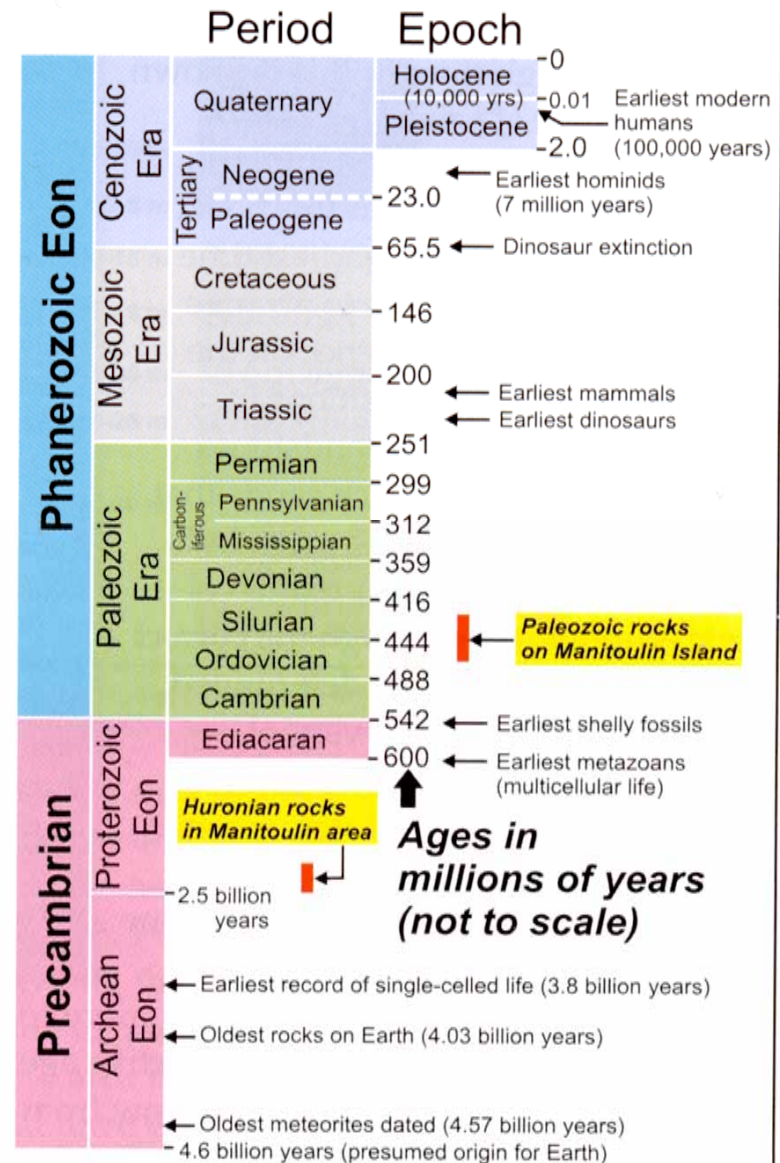 Period
Epoch
Phanerozoic Eon
Cenozoic Era
Quaternary
Holocene
(10,000 yrs)
Pleistocene
0
0.01
2.0
Earliest modern
humans
(100,000 years)
Tertiary
Neogene
Paleogene
23.0
65.5
Earliest hominids
(7 million years)
Dinosaur extinction
Mesozoic Era
Cretaceous
146
Jurassic
200
Triassic
Earliest mammals
Earliest dinosaurs
251
Paleozoic Era
Permian
299
Carbon-
iferous
Pennsylvanian
312
Mississippian
359
Devonian
416
Silurian
444
Ordovician
488
Cambrian
Paleozoic rocks
on Manitoulin Island
542
Earliest shelly fossils
Precambrian
Proterozoic Eon
Ediacaran
600
Earliest metazoans
(multicellular life)
Huronian rocks
in Manitoulin area
Ages in
millions of years
(not to scale)
2.5 billion
years
Archean Eon
Earliest record of single-celled life (3.8 billion years)
Oldest rocks on Earth (4.03 billion years)
Oldest meteorites dated (4.57 billion years)
4.6 billion years (presumed origin for Earth)